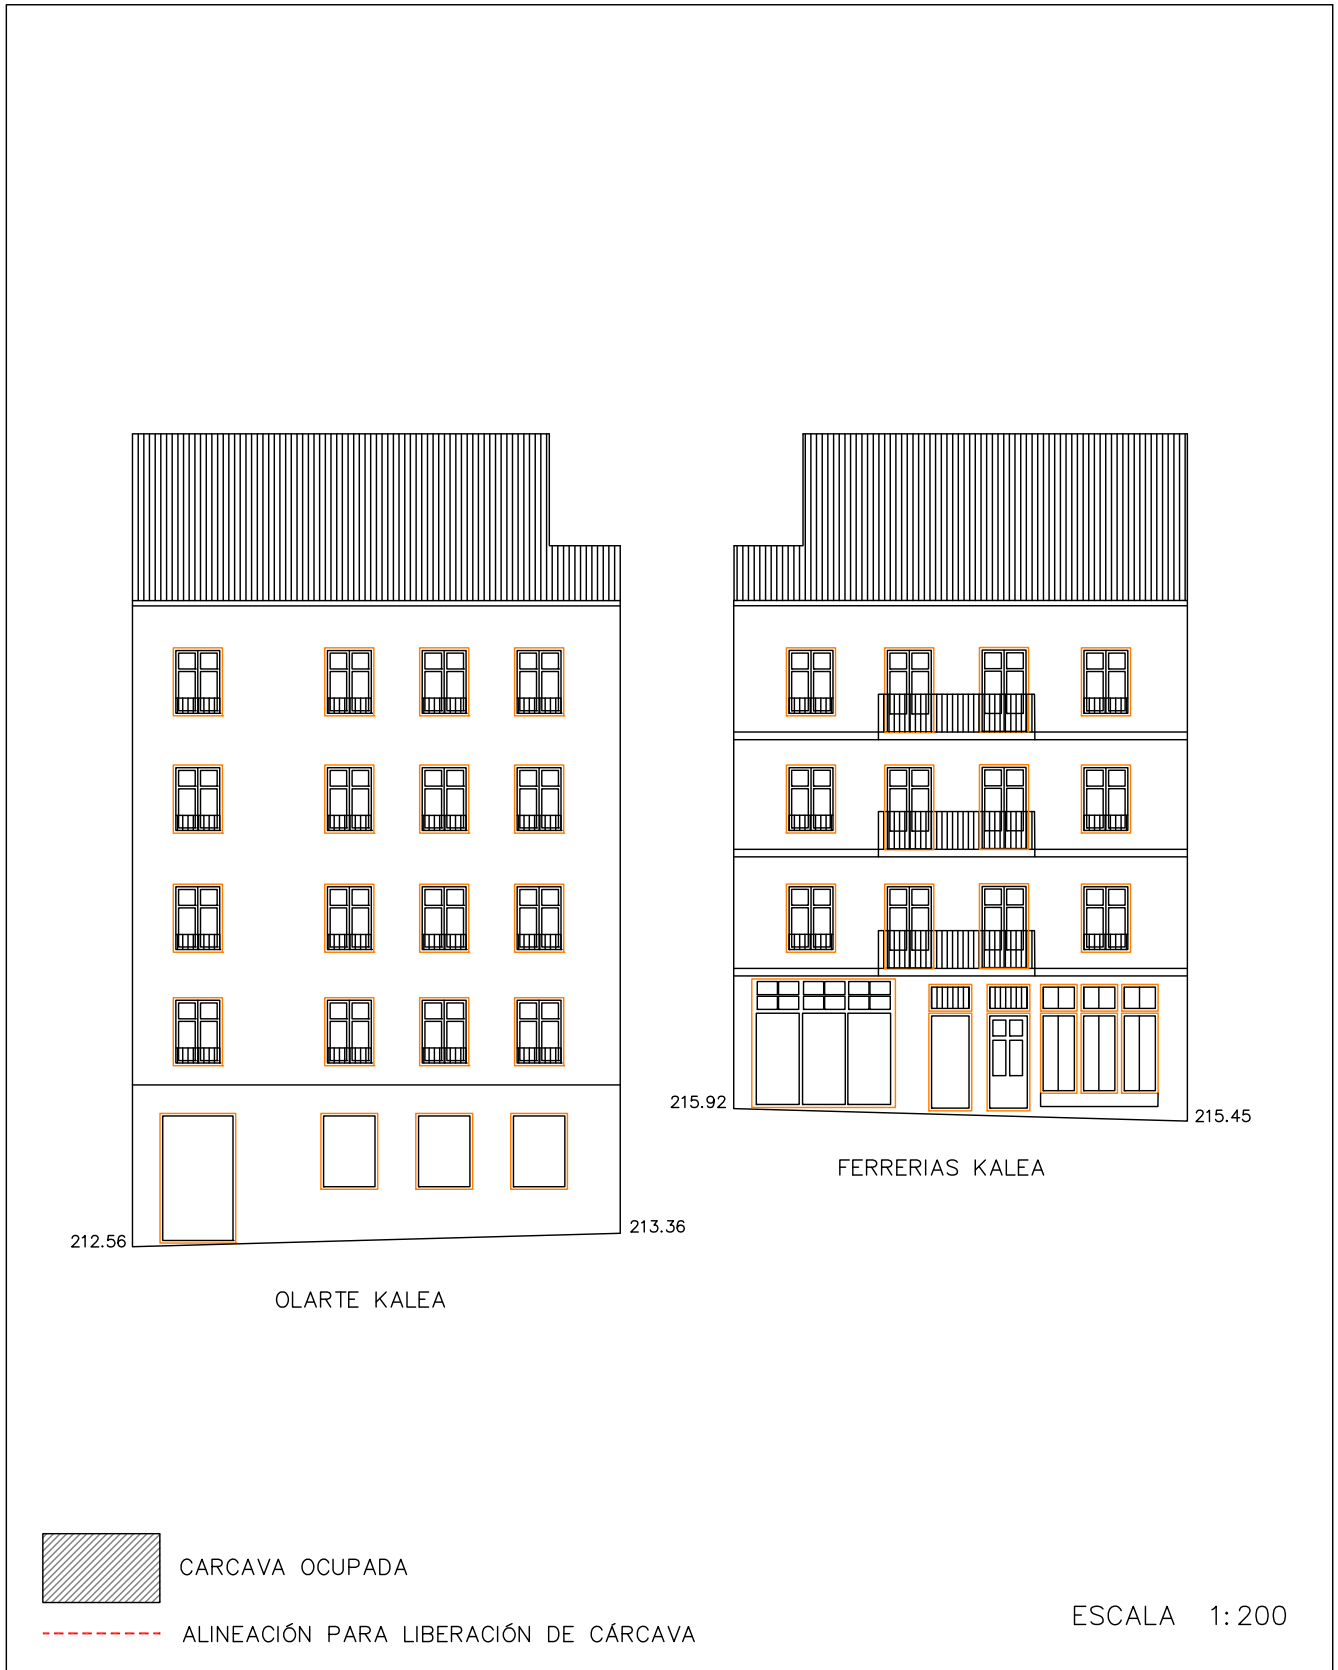 215.92
215.45
FERRERIAS KALEA
212.56
213.36
OLARTE KALEA
CARCAVA OCUPADA
ALINEACIÓN PARA LIBERACIÓN DE CÁRCAVA
ESCALA 1:200